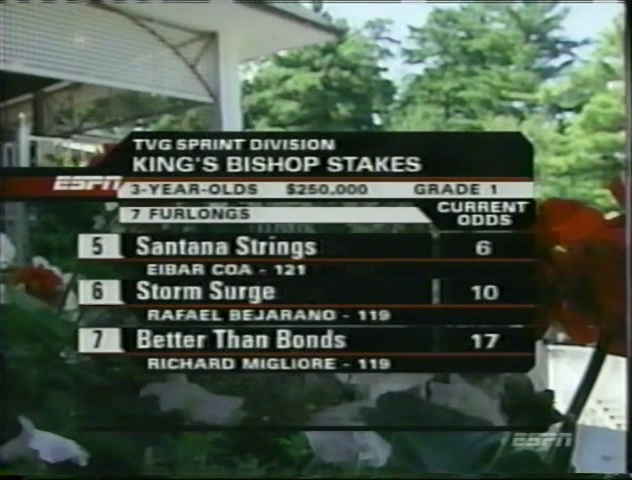 TVG SPRINT DIVISION
KING'S BISHOP STAKES
ESPN
3-YEAR-OLDS $250,000 GRADE 1
7 FURLONGS CURRENT ODDS
5 Santana Strings 6
EIBAR COA - 121
6 Storm Surge 10
RAFAEL BEJARANO - 119
7 Better Than Bonds 17
RICHARD MIGLIORE - 119
ESPN